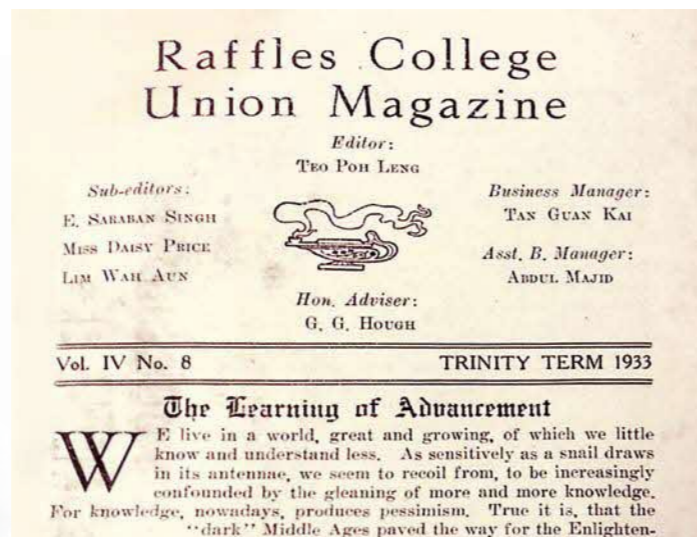 Raffles College
Union Magazine
Editor:
TEO POH LENG
Sub-editors:
E. SARABAN SINGH
MISS DAISY PRICE
LIM WAH AUN
Business Manager:
TAN GUAN KAI
Asst. B. Manager:
ABDUL MAJID
Hon. Adviser:
G. G. HOUGH
Vol. IV No. 8 TRINITY TERM 1933
The Learning of Advancement
WE live in a world, great and growing, of which we little
know and understand less. As sensitively as a snail draws
in its antennae, we seem to recoil from, to be increasingly
confounded by the gleaning of more and more knowledge.
For knowledge, nowadays, produces pessimism. True it is, that the
"dark" Middle Ages paved the way for the Enlighten-